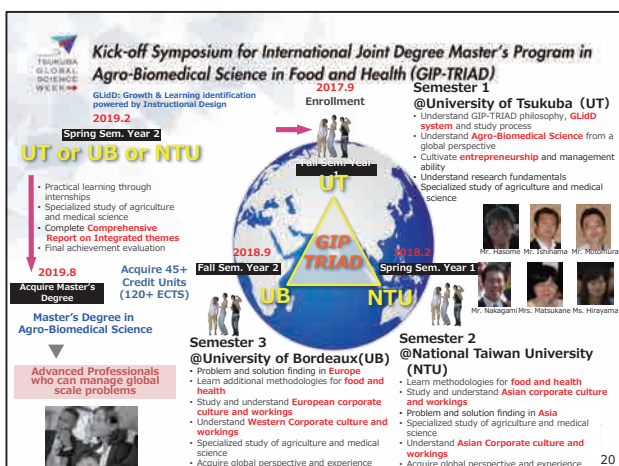 TSUKUBA
GLOBAL
SCIENCE
WEEK
Kick-off Symposium for International Joint Degree Master's Program in
Agro-Biomedical Science in Food and Health (GIP-TRIAD)
GLidD: Growth & Learning identification
powered by Instructional Design
2019.2
Spring Sem. Year 2
UT or UB or NTU
• Practical learning through
internships
• Specialized study of agriculture
and medical science
• Complete Comprehensive
Report on Integrated themes
• Final achievement evaluation
2019.8
Acquire Master's
Degree
Acquire 45+
Credit Units
(120+ ECTS)
Master's Degree in
Agro-Biomedical Science
Advanced Professionals
who can manage global
scale problems
2017.9
Enrollment
Fall Sem. Year
1
UT
GIP
TRIAD
2018.9
Fall Sem. Year 2
UB
2018.2
Spring Sem. Year 1
NTU
Semester 1
@University of Tsukuba (UT)
• Understand GIP-TRIAD philosophy, GLidD
system and study process
• Understand Agro-Biomedical Science from a
global perspective
• Cultivate entrepreneurship and management
ability
• Understand research fundamentals
• Specialized study of agriculture and medical
science
Mr. Hasome Mr. Ishihama Mr. Motomura
Mr. Nakagami Mrs. Matsukane Ms. Hirayama
Semester 3
@University of Bordeaux(UB)
• Problem and solution finding in Europe
• Learn additional methodologies for food and
health
• Study and understand European corporate
culture and workings
• Understand Western Corporate culture and
workings
• Specialized study of agriculture and medical
science
• Acquire global perspective and experience
Semester 2
@National Taiwan University
(NTU)
• Learn methodologies for food and health
• Study and understand Asian corporate culture
and workings
• Problem and solution finding in Asia
• Specialized study of agriculture and medical
science
• Understand Asian Corporate culture and
workings
• Acquire global perspective and experience
20